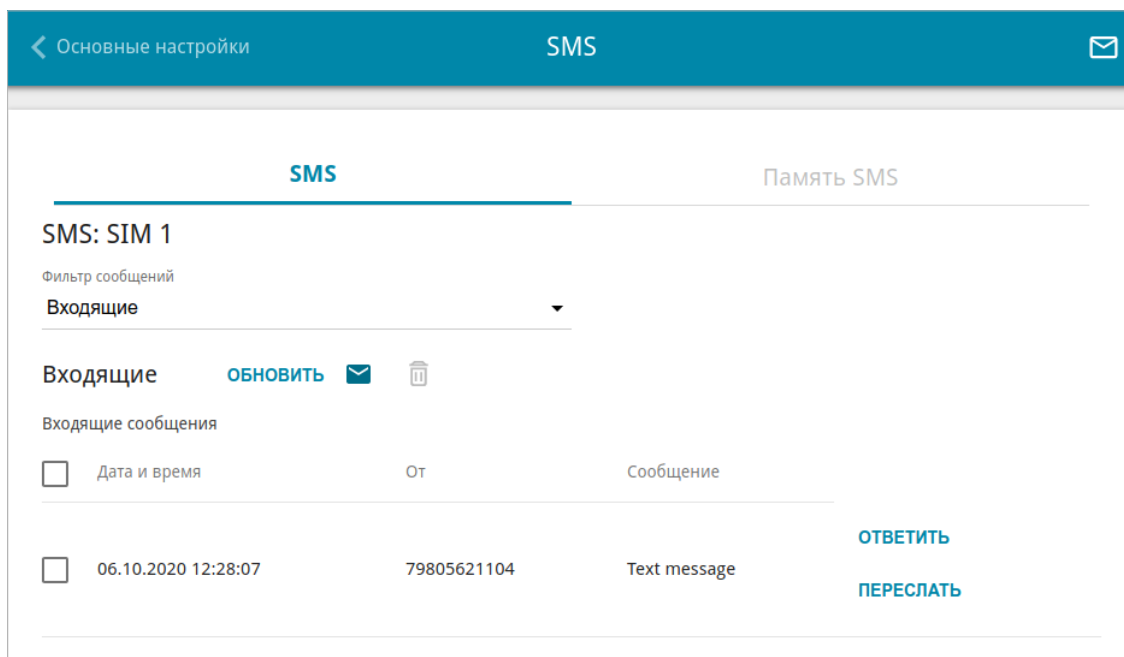 Основные настройки SMS
SMS Память SMS
SMS: SIM 1
Фильтр сообщений
Входящие
Входящие ОБНОВИТЬ
Входящие сообщения
Дата и время От Сообщение
ОТВЕТИТЬ
06.10.2020 12:28:07 79805621104 Text message
ПЕРЕСЛАТЬ